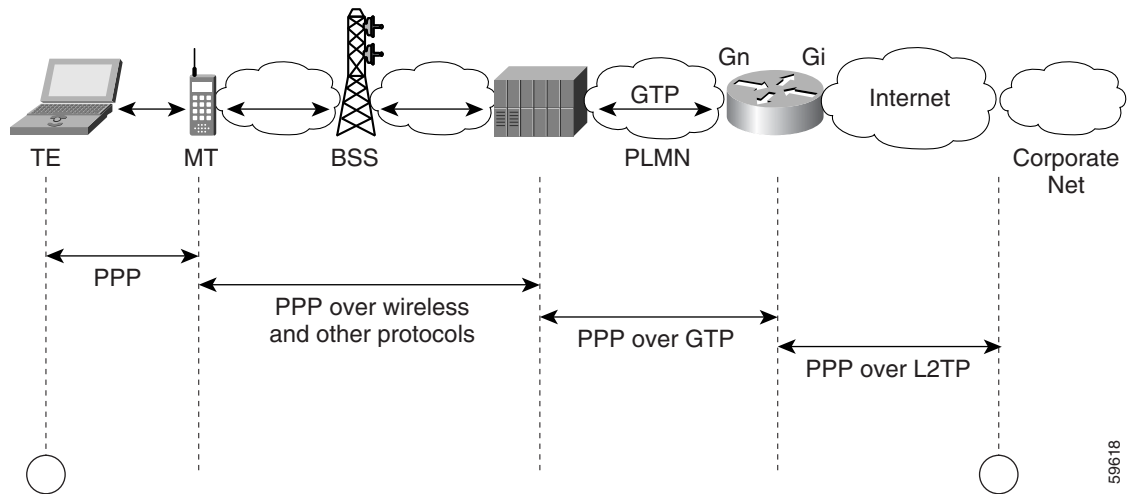 Gn
Gi
GTP
Internet
TE
MT
BSS
PLMN
Corporate
Net
PPP
PPP over wireless
and other protocols
PPP over GTP
PPP over L2TP
59618